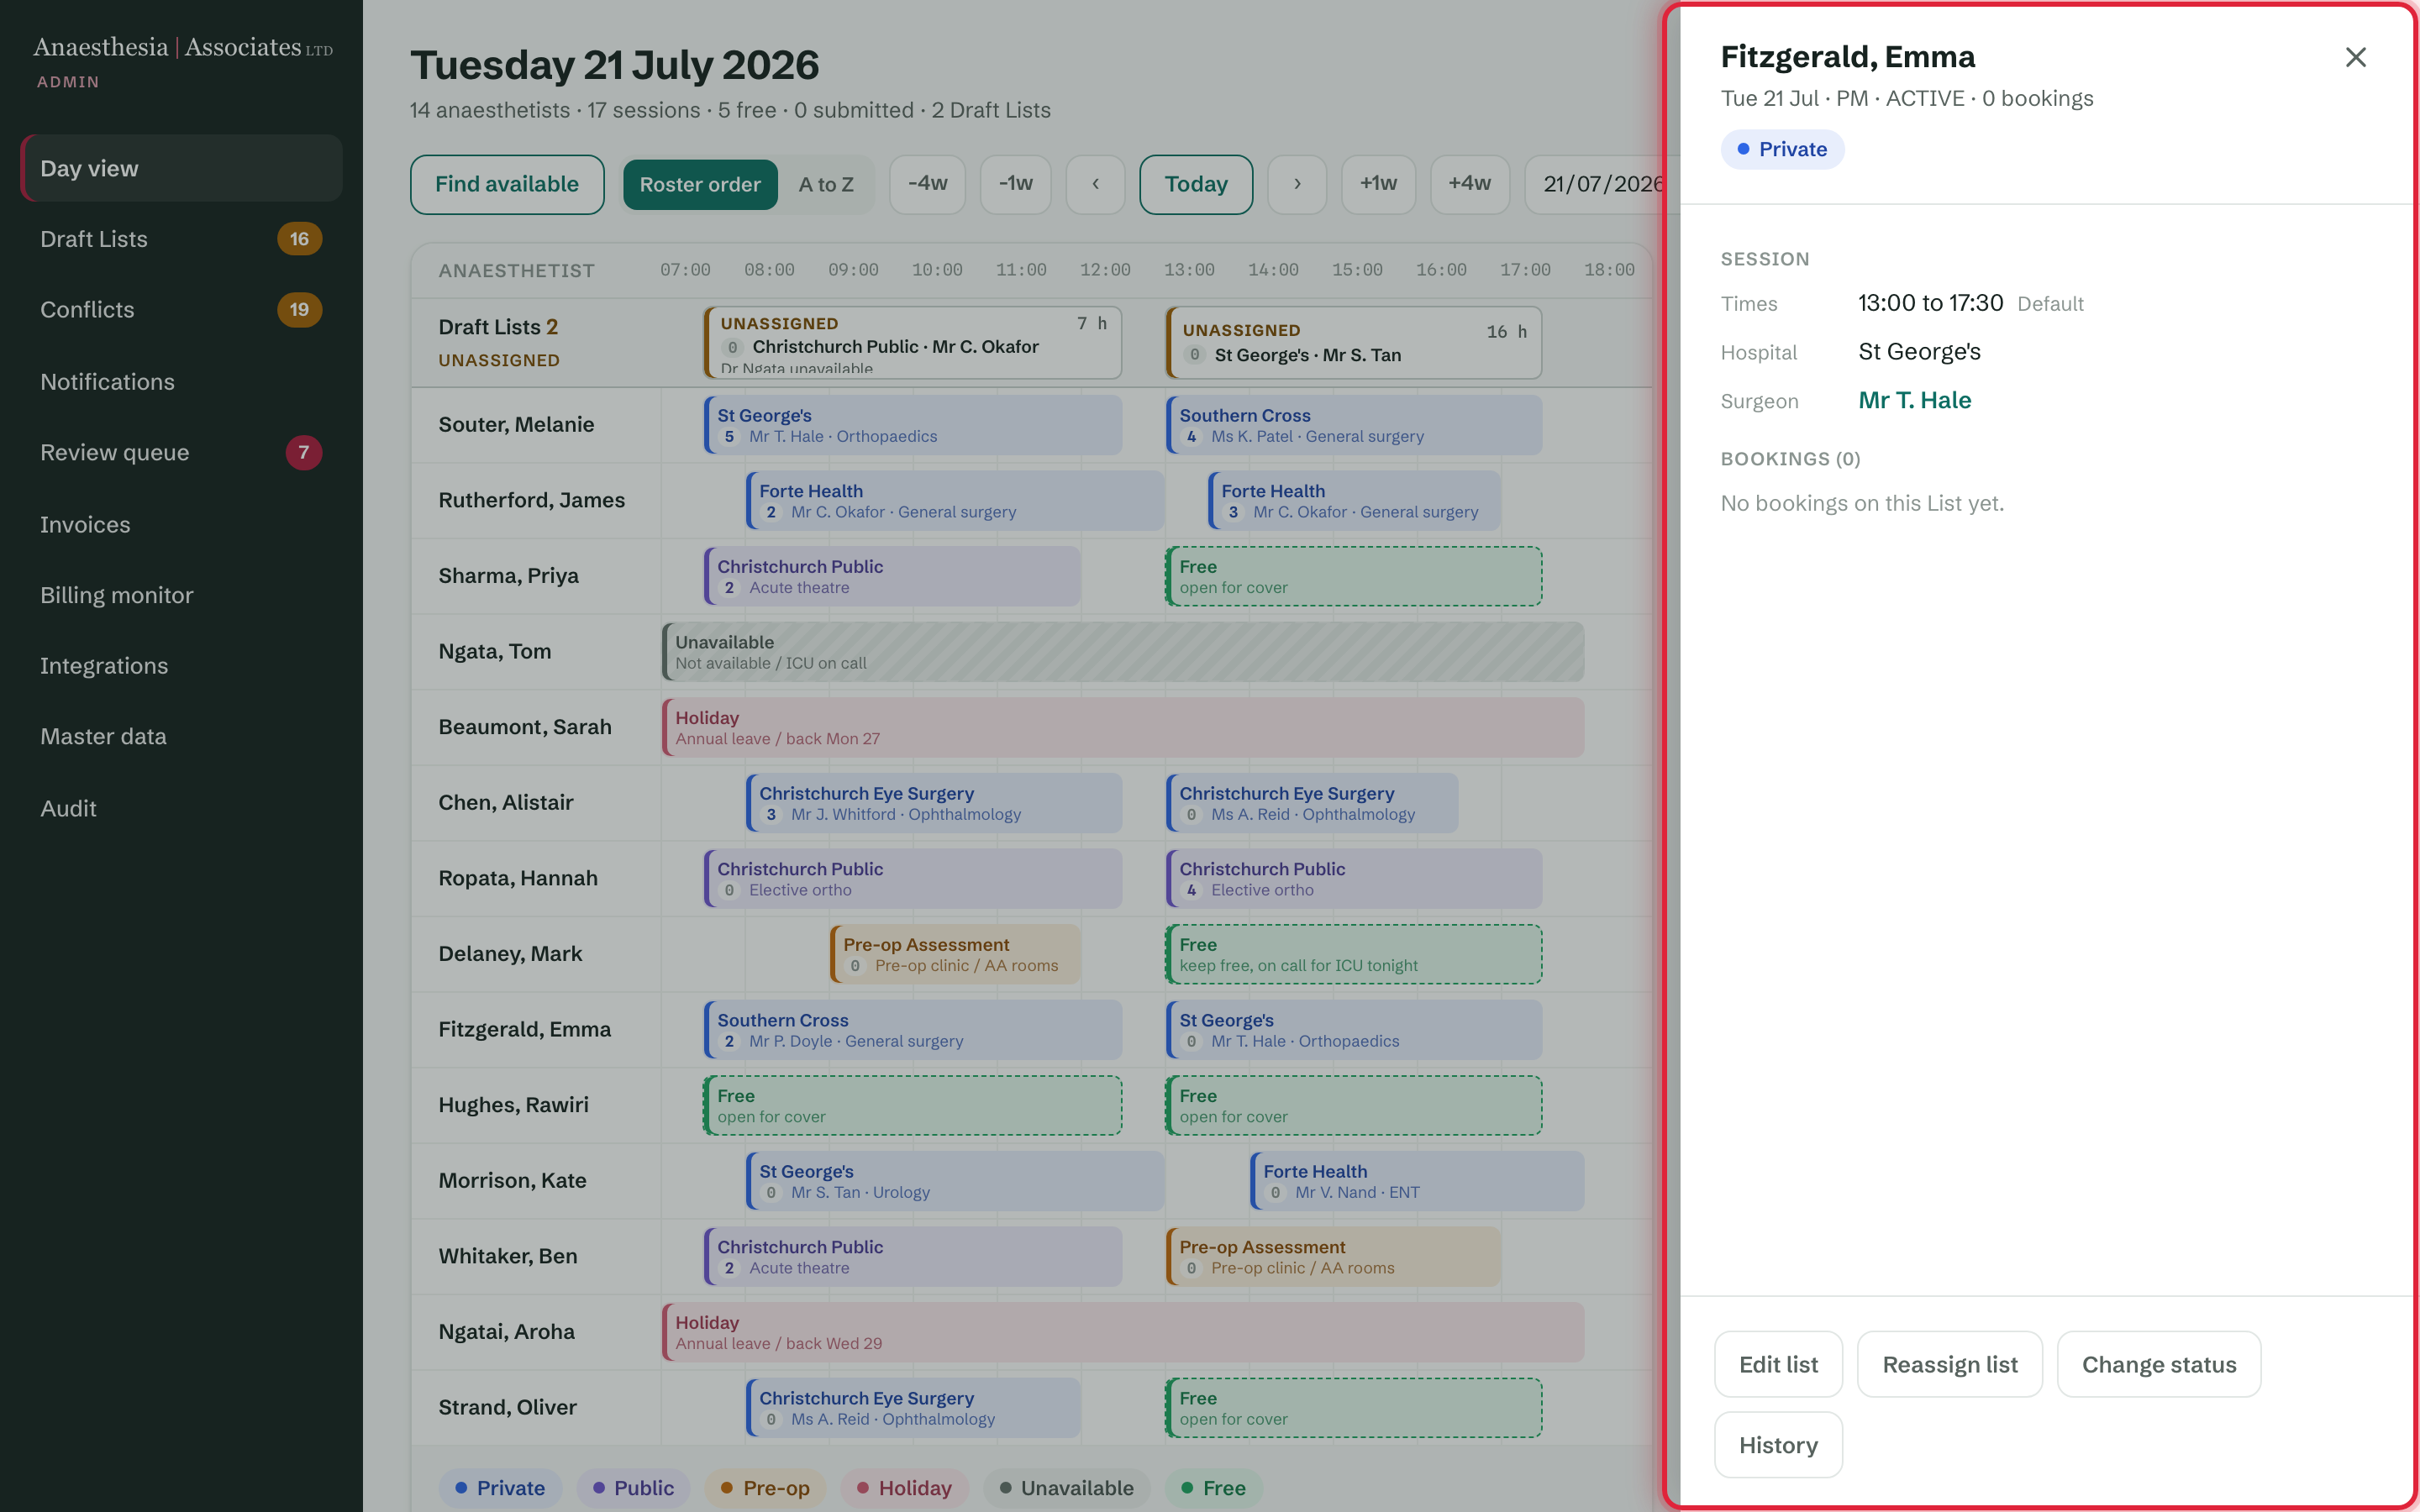 Anaesthesia | Associates LTD
ADMIN
Day view
Draft Lists 16
Conflicts 19
Notifications
Review queue 7
Invoices
Billing monitor
Integrations
Master data
Audit
Tuesday 21 July 2026
14 anaesthetists · 17 sessions · 5 free · 0 submitted · 2 Draft Lists
Find available Roster order A to Z -4w -1w ‹ Today › +1w +4w 21/07/2026
ANAESTHETIST 07:00 08:00 09:00 10:00 11:00 12:00 13:00 14:00 15:00 16:00 17:00 18:00
Draft Lists 2
UNASSIGNED
UNASSIGNED 7 h
0 Christchurch Public · Mr C. Okafor
Dr Ngata unavailable
UNASSIGNED 16 h
0 St George's · Mr S. Tan
Souter, Melanie
St George's
5 Mr T. Hale · Orthopaedics
Southern Cross
4 Ms K. Patel · General surgery
Rutherford, James
Forte Health
2 Mr C. Okafor · General surgery
Forte Health
3 Mr C. Okafor · General surgery
Sharma, Priya
Christchurch Public
2 Acute theatre
Free
open for cover
Ngata, Tom
Unavailable
Not available / ICU on call
Beaumont, Sarah
Holiday
Annual leave / back Mon 27
Chen, Alistair
Christchurch Eye Surgery
3 Mr J. Whitford · Ophthalmology
Christchurch Eye Surgery
0 Ms A. Reid · Ophthalmology
Ropata, Hannah
Christchurch Public
0 Elective ortho
Christchurch Public
4 Elective ortho
Delaney, Mark
Pre-op Assessment
0 Pre-op clinic / AA rooms
Free
keep free, on call for ICU tonight
Fitzgerald, Emma
Southern Cross
2 Mr P. Doyle · General surgery
St George's
0 Mr T. Hale · Orthopaedics
Hughes, Rawiri
Free
open for cover
Free
open for cover
Morrison, Kate
St George's
0 Mr S. Tan · Urology
Forte Health
0 Mr V. Nand · ENT
Whitaker, Ben
Christchurch Public
2 Acute theatre
Pre-op Assessment
0 Pre-op clinic / AA rooms
Ngatai, Aroha
Holiday
Annual leave / back Wed 29
Strand, Oliver
Christchurch Eye Surgery
0 Ms A. Reid · Ophthalmology
Free
open for cover
Private Public Pre-op Holiday Unavailable Free
Fitzgerald, Emma
Tue 21 Jul · PM · ACTIVE · 0 bookings
Private
SESSION
Times 13:00 to 17:30 Default
Hospital St George's
Surgeon Mr T. Hale
BOOKINGS (0)
No bookings on this List yet.
Edit list Reassign list Change status
History